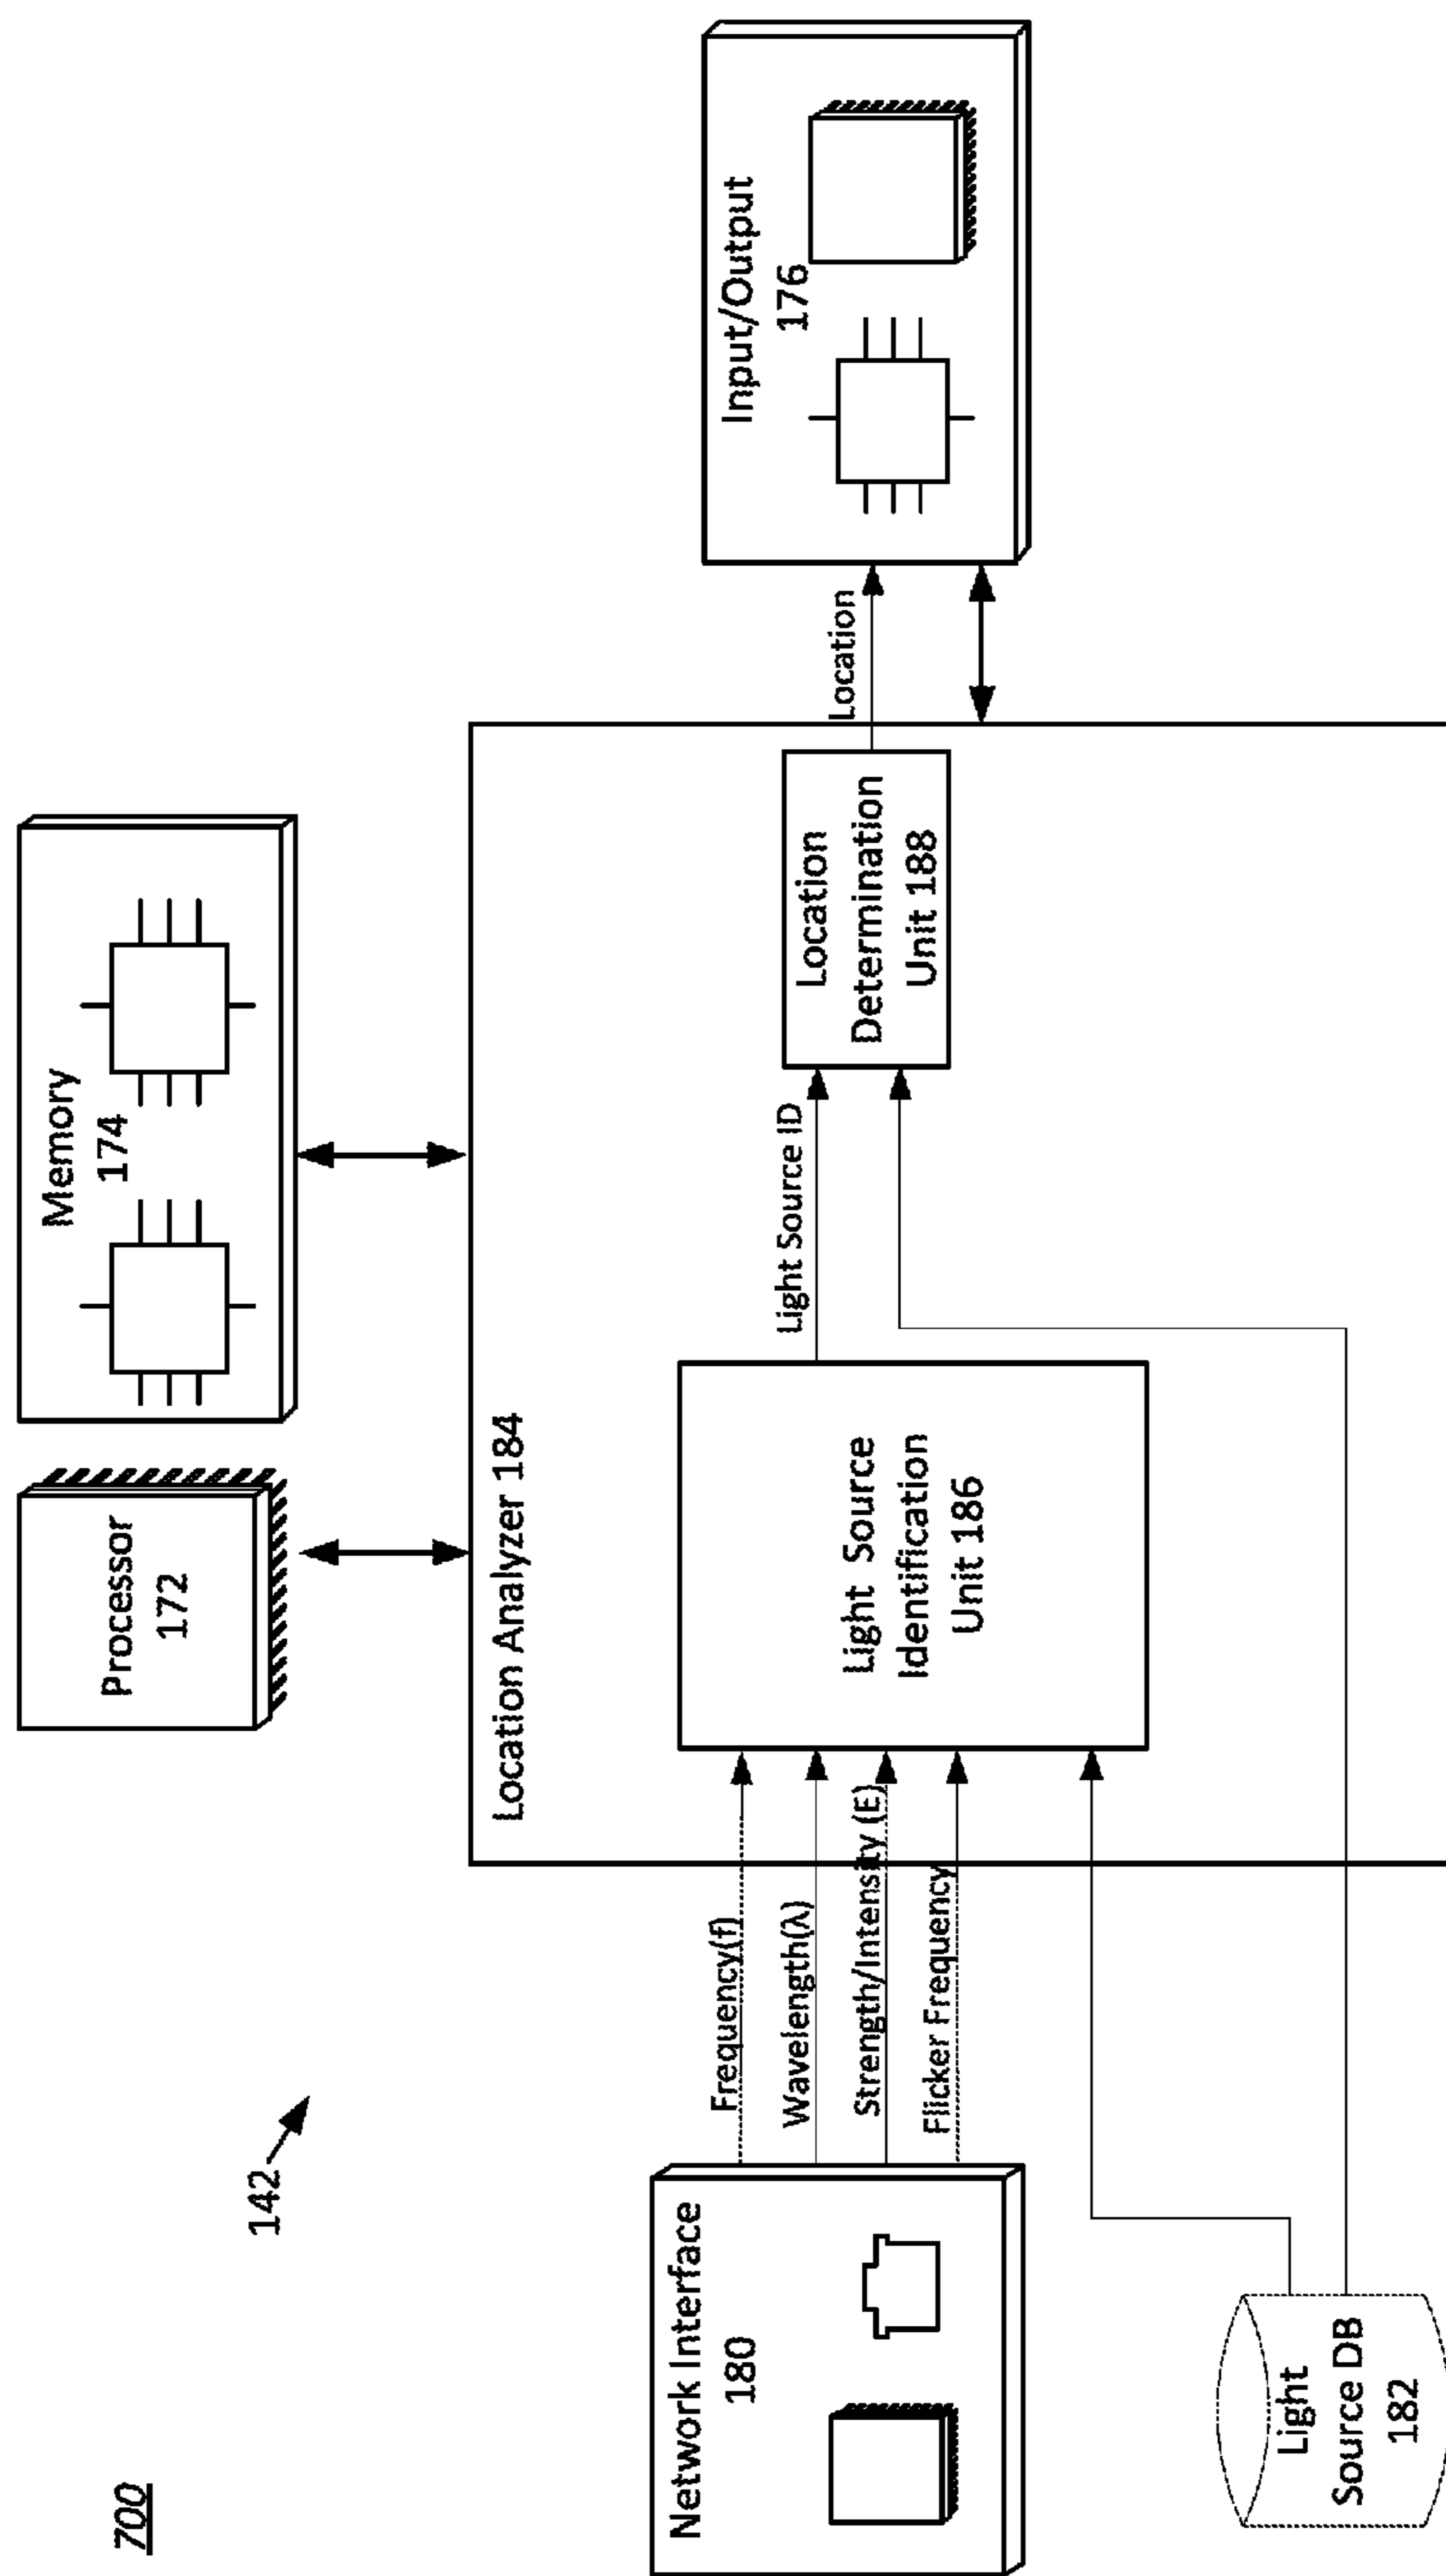 700
142
Processor
172
Memory
174
Location Analyzer 184
Network Interface
180
Frequency(f)
Wavelength(λ)
Strength/Intensity (E)
Flicker Frequency
Light Source
Identification
Unit 186
Light Source ID
Location
Determination
Unit 188
Location
Input/Output
176
Light
Source DB
182